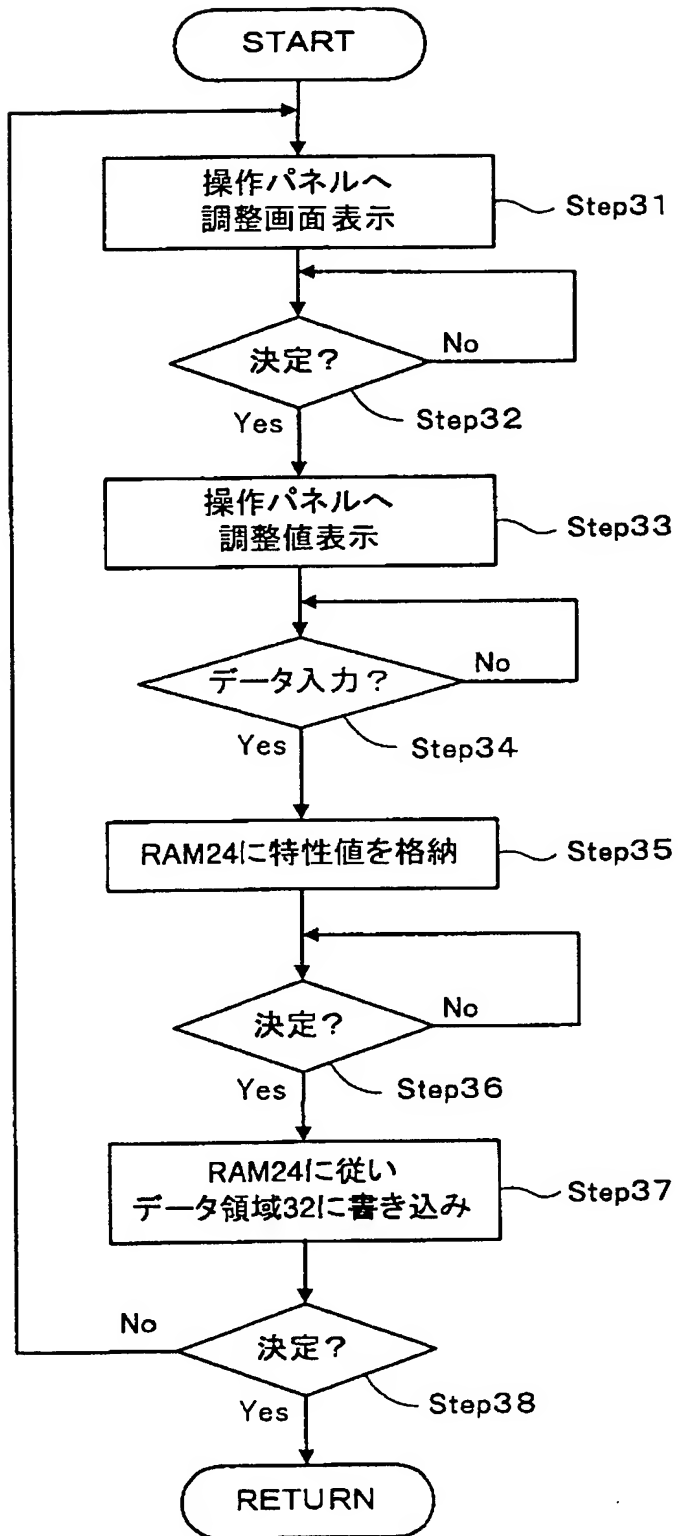 START
操作パネルへ
調整画面表示
Step31
決定?
No
Step32
Yes
操作パネルへ
調整値表示
Step33
データ入力?
No
Yes
Step34
RAM24に特性値を格納
Step35
決定?
No
Yes
Step36
RAM24に従い
データ領域32に書き込み
Step37
No
決定?
Yes
Step38
RETURN